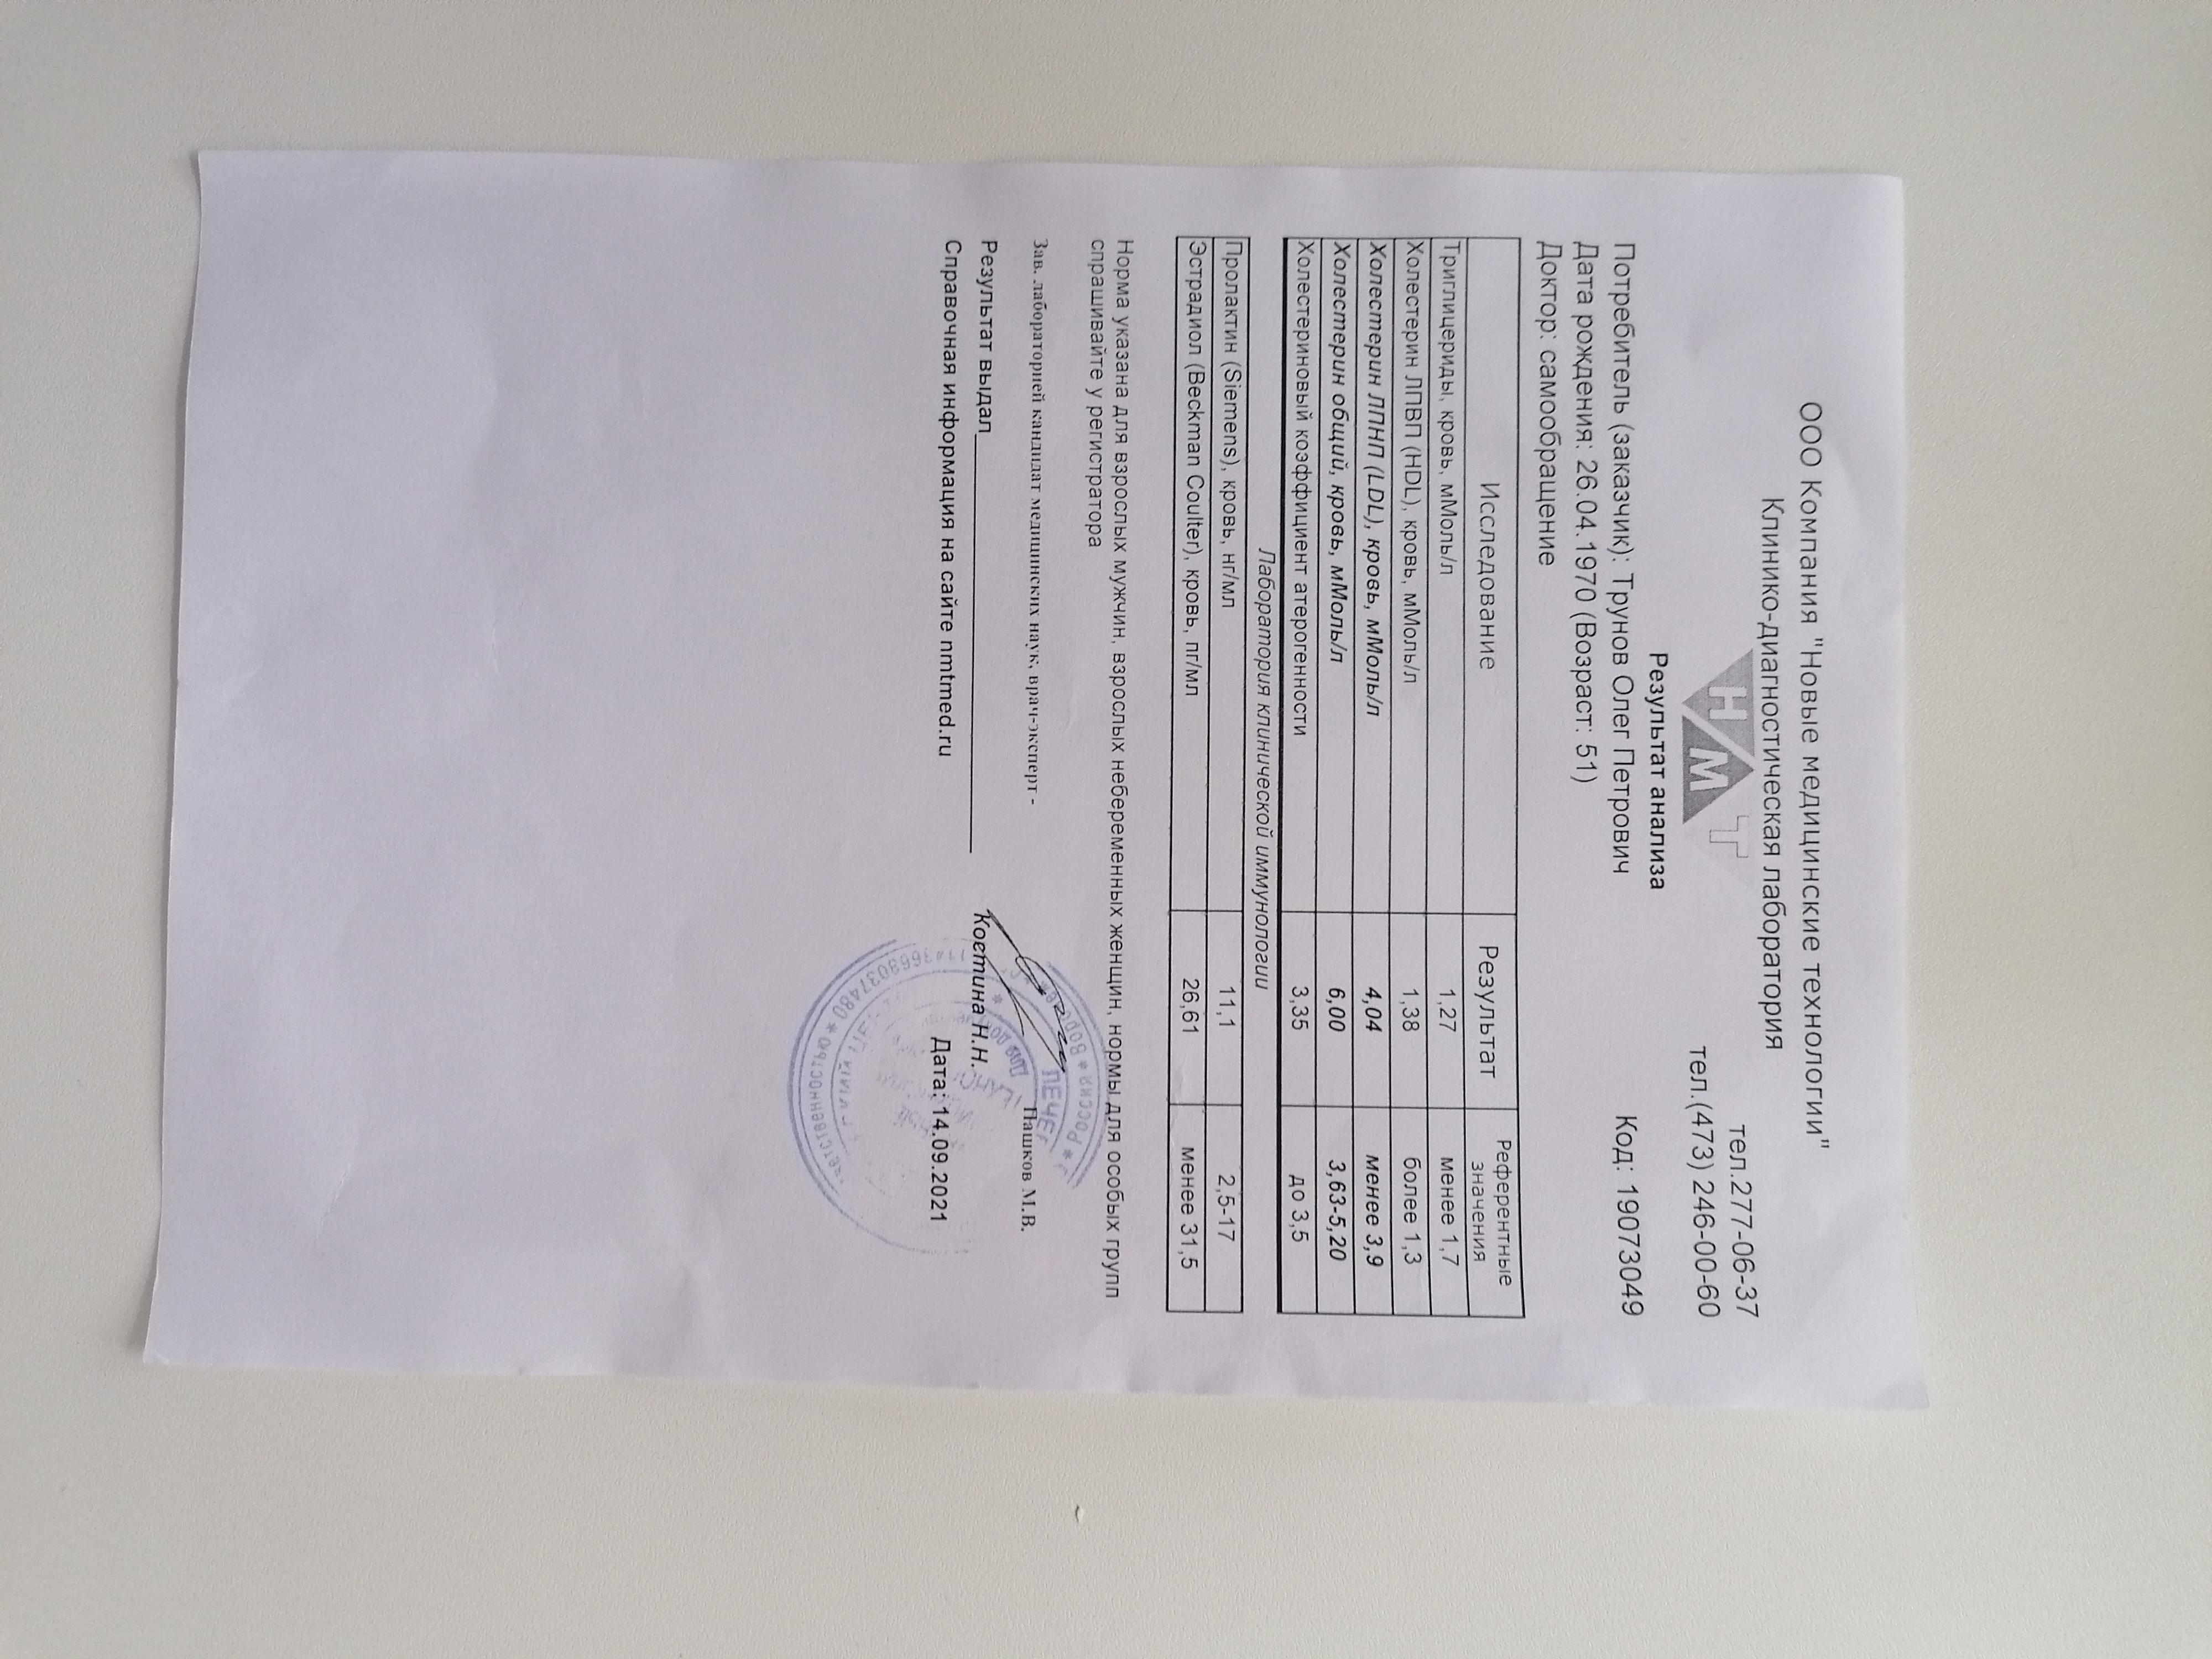 ООО Компания "Новые медицинские технологии"
Клинико-диагностическая лаборатория
тел.277-06-37
тел.(473) 246-00-60
НМТ
Результат анализа
Потребитель (заказчик): Трунов Олег Петрович Код: 19073049
Дата рождения: 26.04.1970 (Возраст: 51)
Доктор: самообращение
Исследование Результат Референтные значения
Триглицериды, кровь, мМоль/л 1,27 менее 1,7
Холестерин ЛПВП (HDL), кровь, мМоль/л 1,38 более 1,3
Холестерин ЛПНП (LDL), кровь, мМоль/л 4,04 менее 3,9
Холестерин общий, кровь, мМоль/л 6,00 3,63-5,20
Холестериновый коэффициент атерогенности 3,35 до 3,5
Лаборатория клинической иммунологии
Пролактин (Siemens), кровь, нг/мл 11,1 2,5-17
Эстрадиол (Beckman Coulter), кровь, пг/мл 26,61 менее 31,5
Норма указана для взрослых мужчин, взрослых небеременных женщин, нормы для особых групп
спрашивайте у регистратора
Зав. лабораторией кандидат медицинских наук, врач-эксперт - Пашков М.В.
Результат выдал Костина Н.Н.
Справочная информация на сайте nmtmed.ru Дата: 14.09.2021
Россия